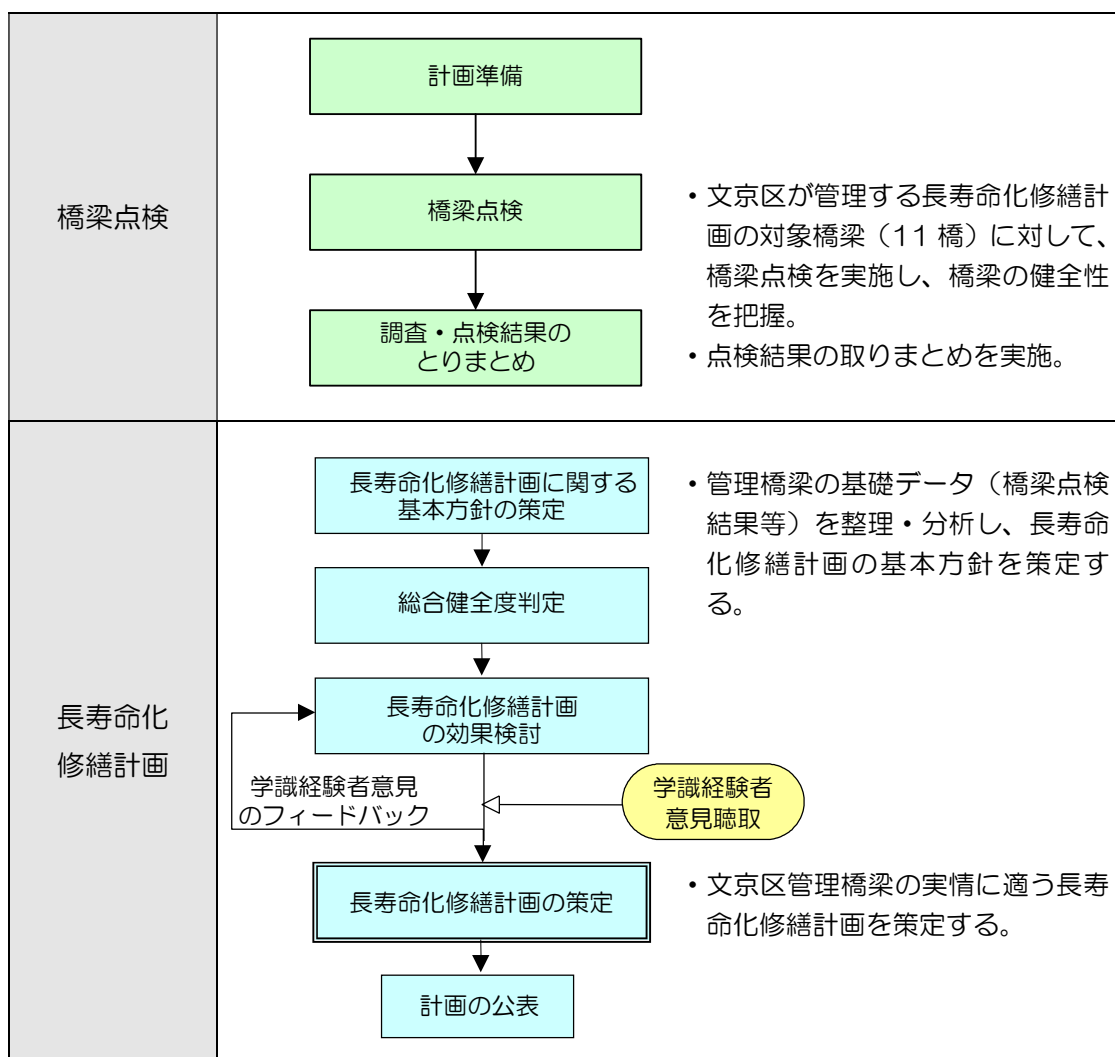 橋梁点検
計画準備
橋梁点検
調査・点検結果の
とりまとめ
・文京区が管理する長寿命化修繕計
画の対象橋梁（11 橋）に対して、
橋梁点検を実施し、橋梁の健全性
を把握。
・点検結果の取りまとめを実施。
長寿命化
修繕計画
長寿命化修繕計画に関する
基本方針の策定
総合健全度判定
長寿命化修繕計画
の効果検討
学識経験者意見
のフィードバック
学識経験者
意見聴取
長寿命化修繕計画の策定
計画の公表
・管理橋梁の基礎データ（橋梁点検
結果等）を整理・分析し、長寿命
化修繕計画の基本方針を策定す
る。
・文京区管理橋梁の実情に適う長寿
命化修繕計画を策定する。